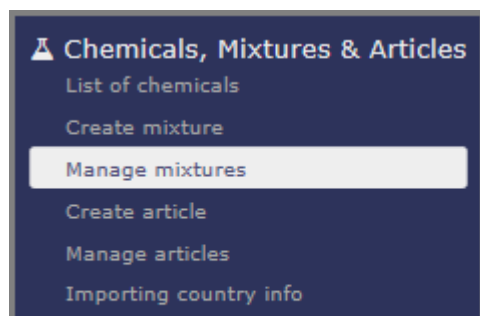 Chemicals, Mixtures & Articles
List of chemicals
Create mixture
Manage mixtures
Create article
Manage articles
Importing country info